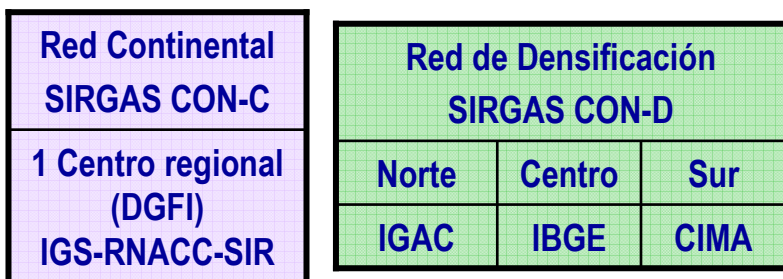 Red Continental
SIRGAS CON-C
1 Centro regional
(DGFI)
IGS-RNACC-SIR
Red de Densificación
SIRGAS CON-D
Norte Centro Sur
IGAC IBGE CIMA